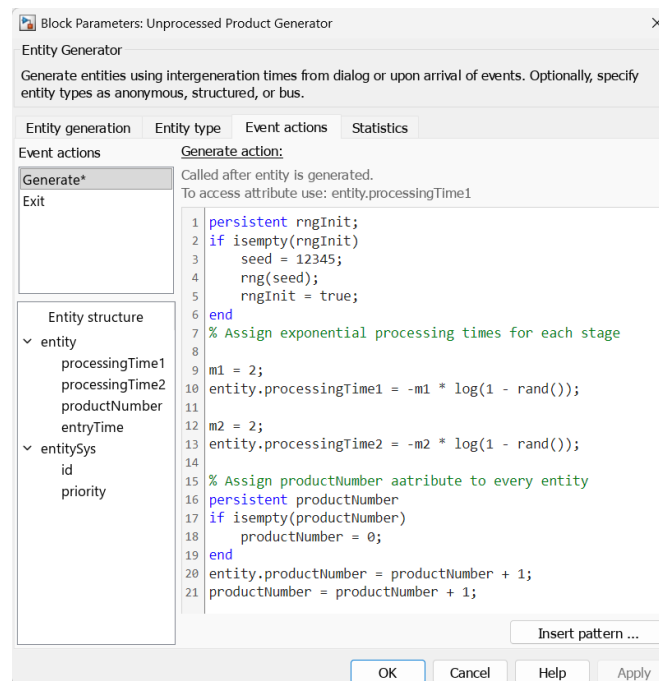 Block Parameters: Unprocessed Product Generator
Entity Generator
Generate entities using intergeneration times from dialog or upon arrival of events. Optionally, specify
entity types as anonymous, structured, or bus.
Entity generation Entity type Event actions Statistics
Event actions
Generate*
Exit
Entity structure
entity
processingTime1
processingTime2
productNumber
entryTime
entitySys
id
priority
Generate action:
Called after entity is generated.
To access attribute use: entity.processingTime1
1 persistent rngInit;
2 if isempty(rngInit)
3     seed = 12345;
4     rng(seed);
5     rngInit = true;
6 end
7 % Assign exponential processing times for each stage
8
9 m1 = 2;
10 entity.processingTime1 = -m1 * log(1 - rand());
11
12 m2 = 2;
13 entity.processingTime2 = -m2 * log(1 - rand());
14
15 % Assign productNumber aatribute to every entity
16 persistent productNumber
17 if isempty(productNumber)
18     productNumber = 0;
19 end
20 entity.productNumber = productNumber + 1;
21 productNumber = productNumber + 1;
Insert pattern ...
OK Cancel Help Apply